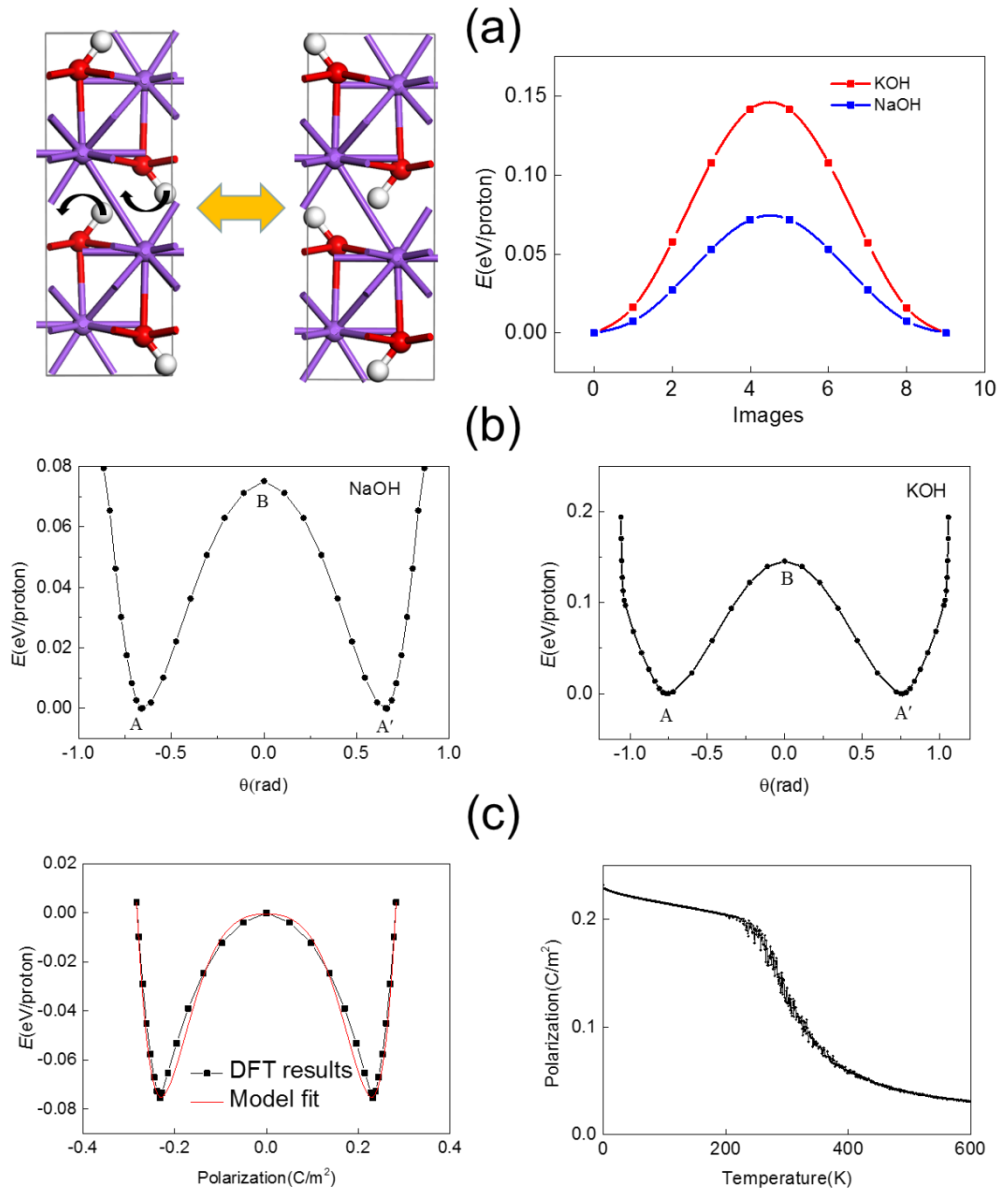 (a)
KOH
NaOH
0.15
0.10
0.05
0.00
E(eV/proton)
0 2 4 6 8 10
Images
(b)
0.08
0.06
0.04
0.02
0.00
E(eV/proton)
NaOH
B
A
A′
-1.0 -0.5 0.0 0.5 1.0
θ(rad)
0.2
0.1
0.0
E(eV/proton)
KOH
B
A
A′
-1.0 -0.5 0.0 0.5 1.0
θ(rad)
(c)
0.02
0.00
-0.02
-0.04
-0.06
-0.08
E(eV/proton)
DFT results
Model fit
-0.4 -0.2 0.0 0.2 0.4
Polarization(C/m²)
0.2
0.1
0.0
Polarization(C/m²)
0 200 400 600
Temperature(K)